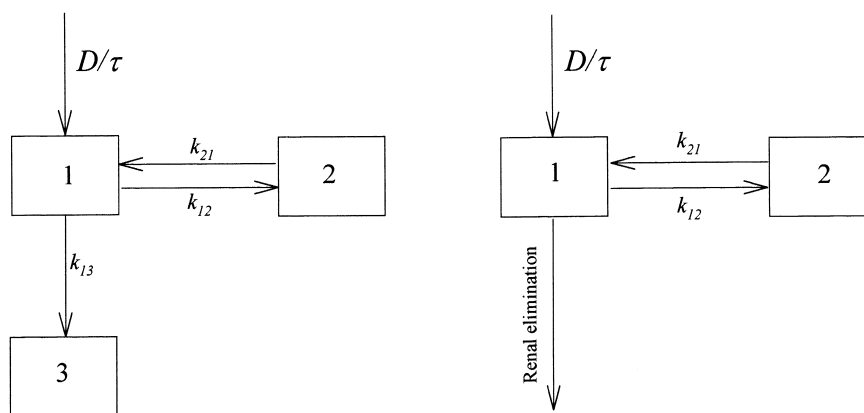 D/τ
1
k21
k12
2
k13
3
D/τ
1
k21
k12
2
Renal elimination